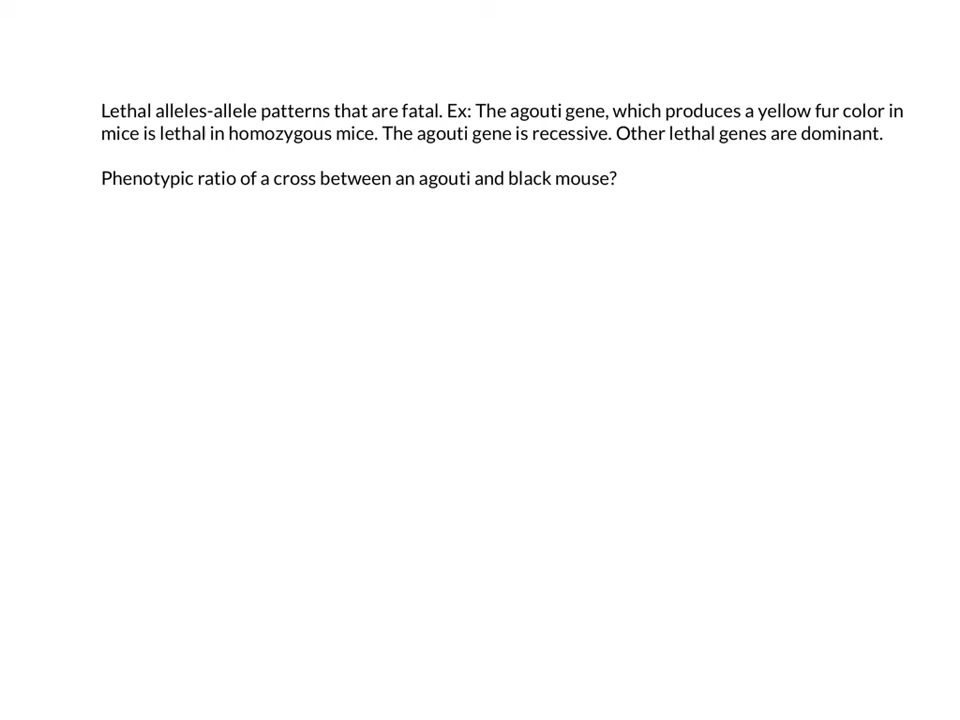 Lethal alleles-allele patterns that are fatal. Ex: The agouti gene, which produces a yellow fur color in
mice is lethal in homozygous mice. The agouti gene is recessive. Other lethal genes are dominant.
Phenotypic ratio of a cross between an agouti and black mouse?